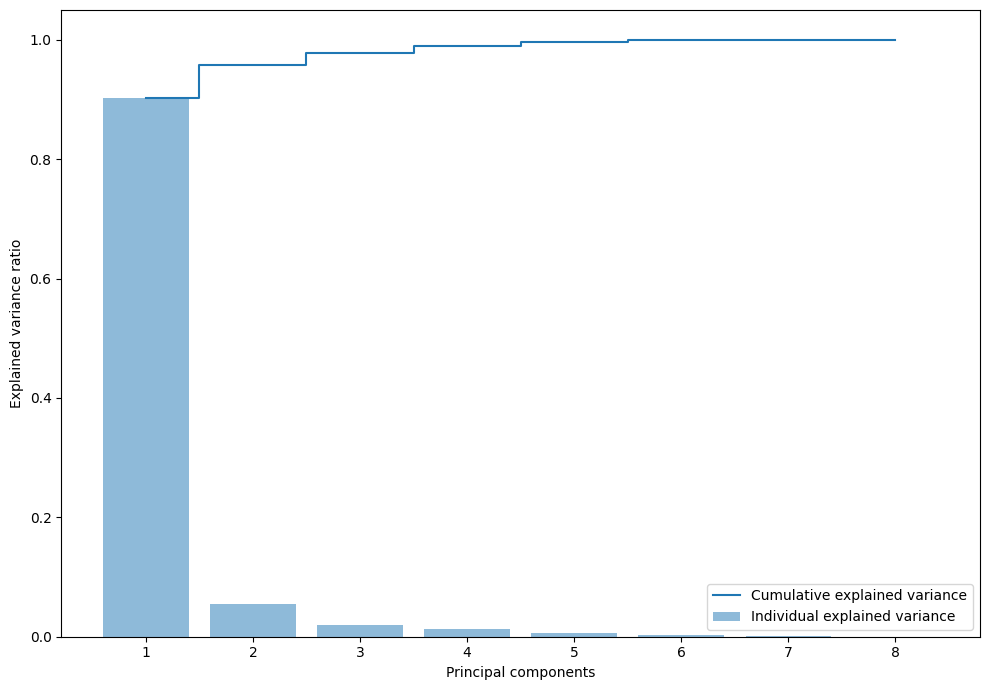 1.0
0.8
0.6
0.4
0.2
0.0
Explained variance ratio
Cumulative explained variance
Individual explained variance
1 2 3 4 5 6 7 8
Principal components